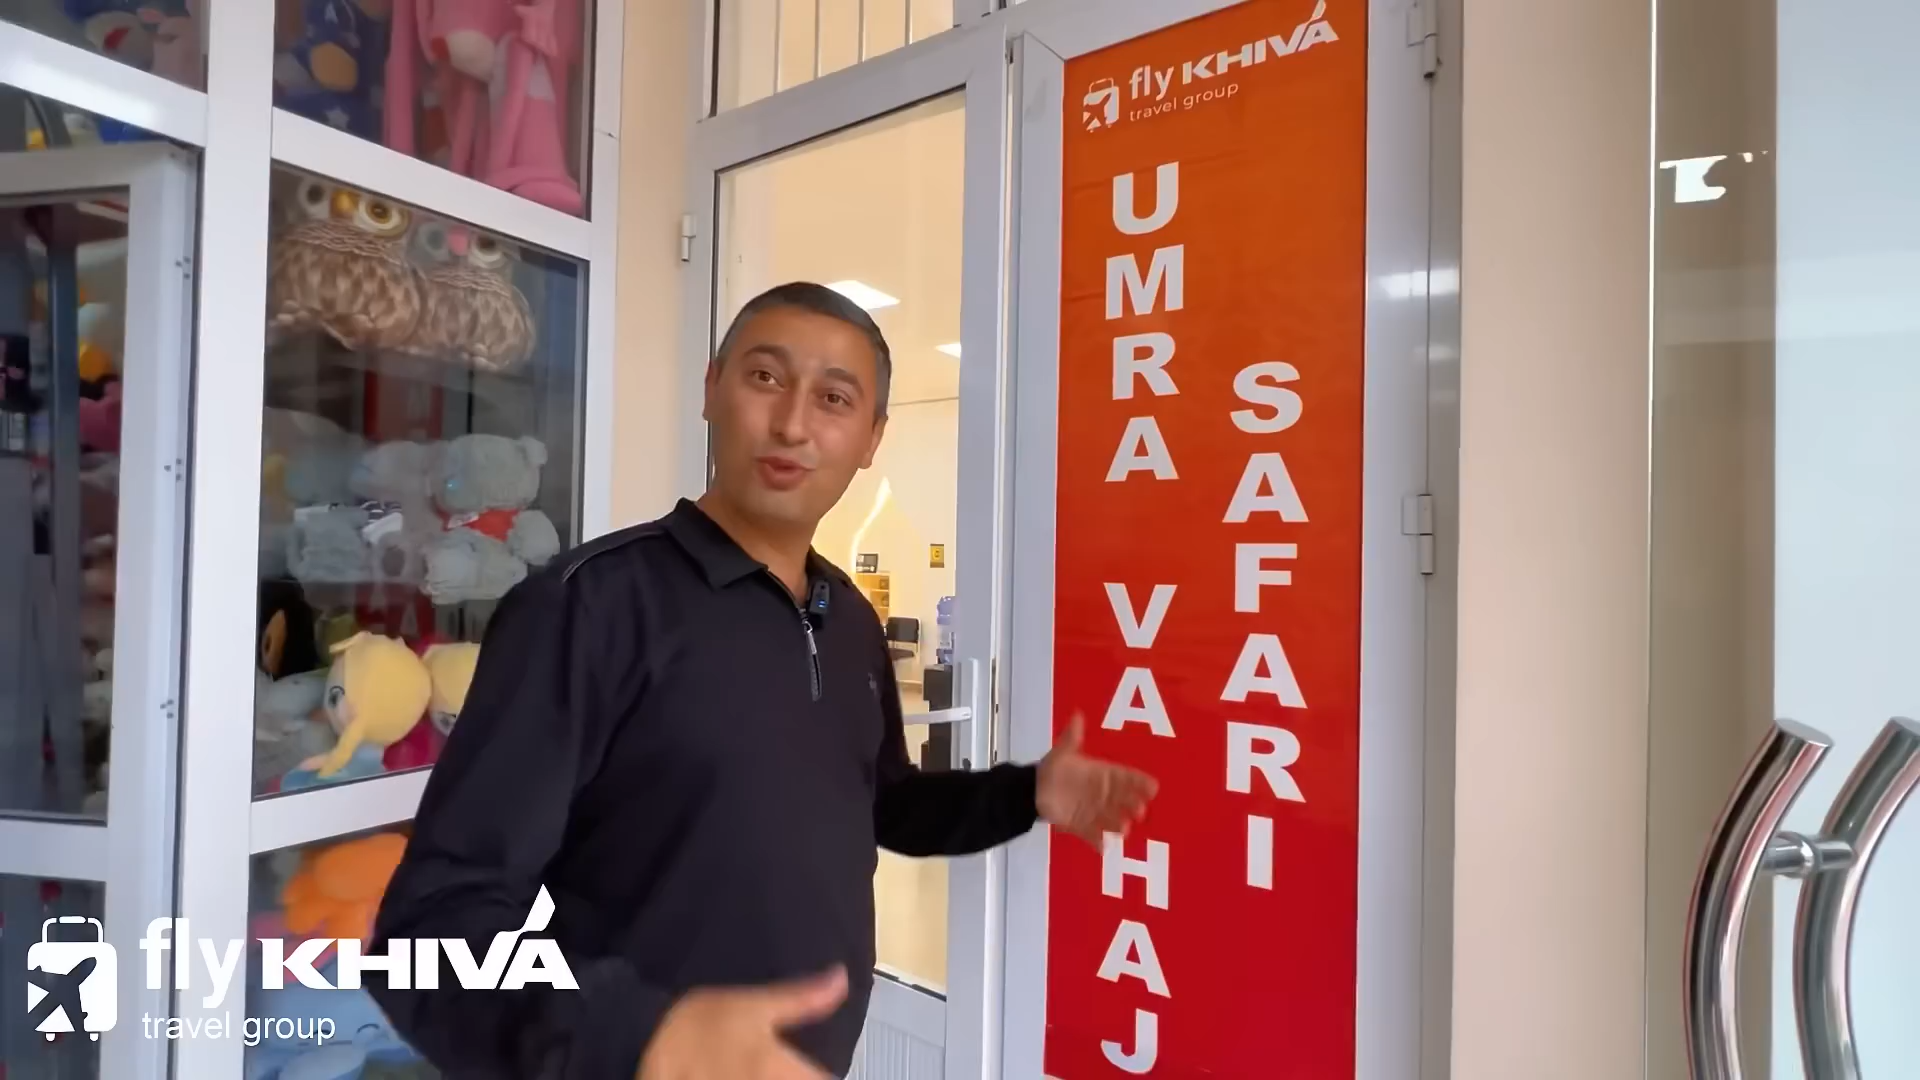 fly KHIVA
travel group
UMRA VA HAJ
SAFARI
fly KHIVA
travel group